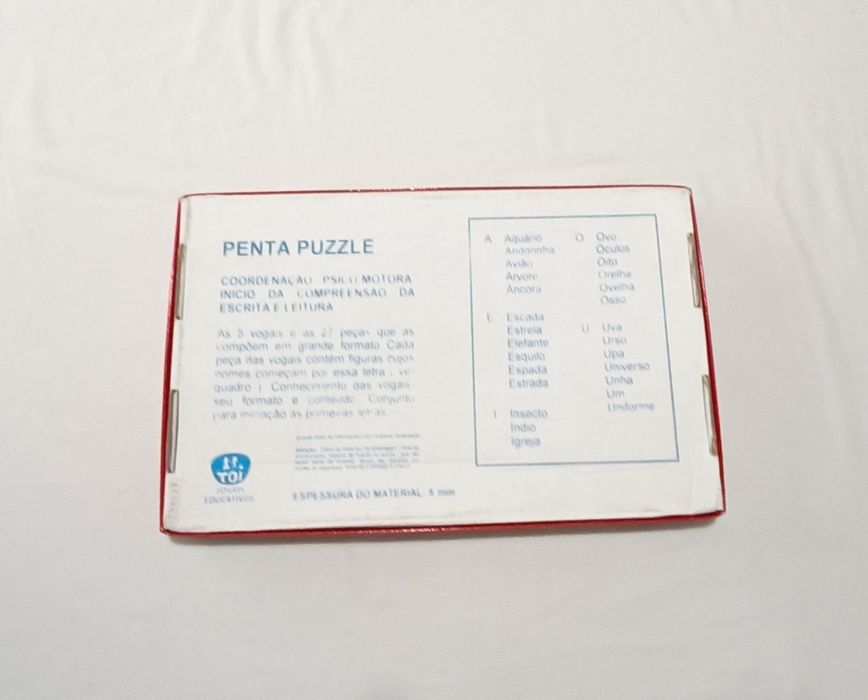 PENTA PUZZLE
COORDENAÇÃO PSICO MOTORA
INICIO DA COMPREENSÃO DA
ESCRITA E LEITURA
As 5 vogais e as 27 peças que as
compõem em grande formato Cada
peça das vogais contem figuras cujos
nomes começam por essa letra ( ver
quadro ) Conhecimento das vogais
seu formato e conteúdo Conjunto
para iniciação as primeiras letras
TOI
JOGOS
EDUCATIVOS
ESPESSURA DO MATERIAL 5 mm
A Aquário
Andorinha
Avião
Árvore
Âncora
E Escada
Estrela
Elefante
Esquilo
Espada
Estrada
I Insecto
Índio
Igreja
O Ovo
Óculos
Oito
Orelha
Ovelha
Osso
U Uva
Urso
Upa
Universo
Unha
Um
Uniforme